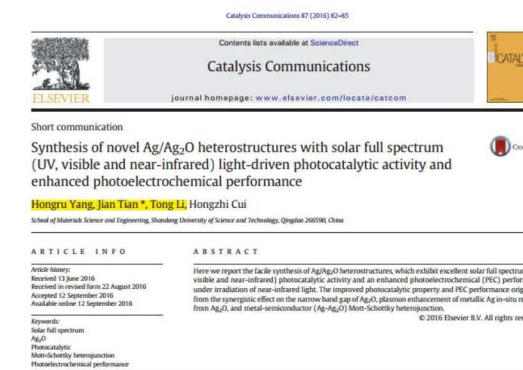 Catalysis Communications 87 (2016) 82–85
Contents lists available at ScienceDirect
CATAL
Catalysis Communications
ELSEVIER
journal homepage: www.elsevier.com/locate/catcom
Short communication
Synthesis of novel Ag/Ag₂O heterostructures with solar full spectrum
(UV, visible and near-infrared) light-driven photocatalytic activity and
enhanced photoelectrochemical performance
Hongru Yang, Jian Tian *, Tong Li, Hongzhi Cui
School of Materials Science and Engineering, Shandong University of Science and Technology, Qingdao 266590, China
ARTICLE INFO
Article history:
Received 13 June 2016
Received in revised form 22 August 2016
Accepted 12 September 2016
Available online 12 September 2016
Keywords:
Solar full spectrum
Ag₂O
Photocatalytic
Mott-Schottky heterojunction
Photoelectrochemical performance
ABSTRACT
Here we report the facile synthesis of Ag/Ag₂O heterostructures, which exhibit excellent solar full spectrum
visible and near-infrared) photocatalytic activity and an enhanced photoelectrochemical (PEC) perfor
under irradiation of near-infrared light. The improved photocatalytic property and PEC performance orig
from the synergistic effect on the narrow band gap of Ag₂O, plasmon enhancement of metallic Ag in-situ
from Ag₂O, and metal-semiconductor (Ag-Ag₂O) Mott-Schottky heterojunction.
© 2016 Elsevier B.V. All rights res